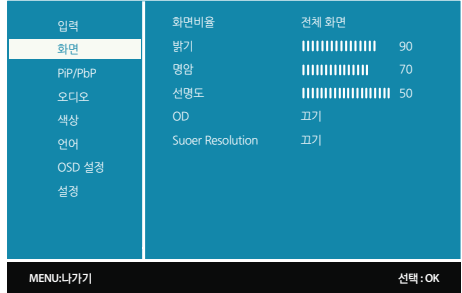 입력
화면
PiP/PbP
오디오
색상
언어
OSD 설정
설정
화면비율 전체 화면
밝기 90
명암 70
선명도 50
OD 끄기
Suoer Resolution 끄기
MENU:나가기 선택 : OK